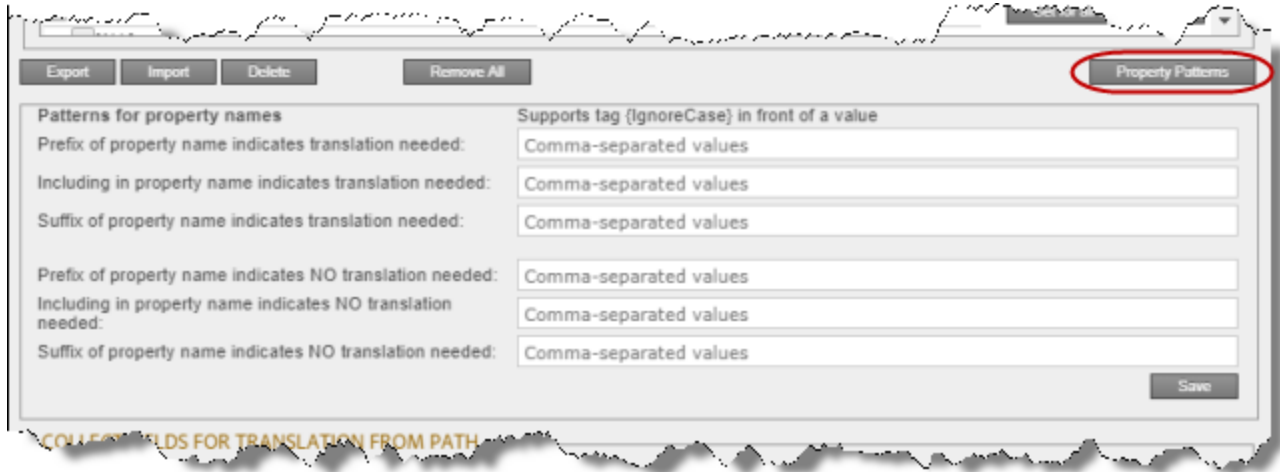 Export Import Delete Remove All Property Patterns
Patterns for property names Supports tag {IgnoreCase} in front of a value
Prefix of property name indicates translation needed: Comma-separated values
Including in property name indicates translation needed: Comma-separated values
Suffix of property name indicates translation needed: Comma-separated values
Prefix of property name indicates NO translation needed: Comma-separated values
Including in property name indicates NO translation
needed: Comma-separated values
Suffix of property name indicates NO translation needed: Comma-separated values
Save
FOR TRANSLATION FROM PATH